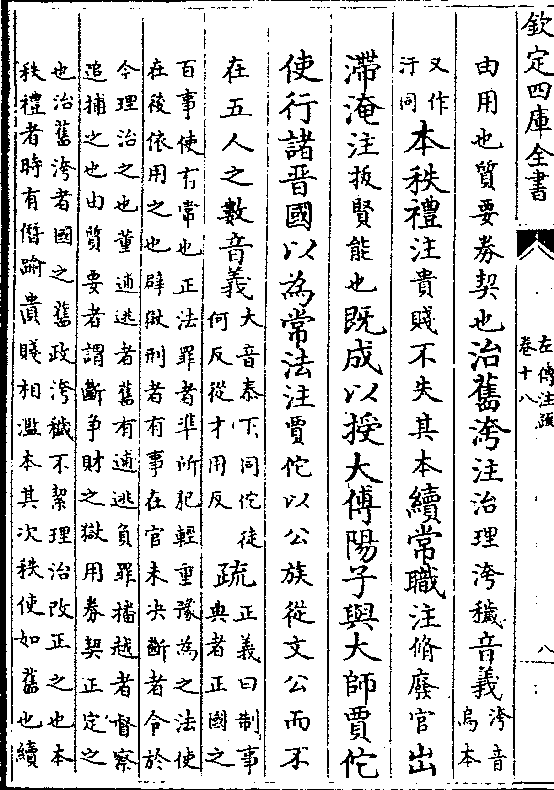 欽定四庫全書
左傳注疏
卷十八
八
由用也質要券契也治舊洿注治理洿穢音義洿音烏本
又作汙同本秩禮注貴賤不失其本續常職注脩廢官出
滯淹注拔賢能也既成以授大傅陽子與大師賈佗
使行諸晉國以為常法注賈佗以公族從文公而不
在五人之數音義大音泰下同佗徒何反從才用反疏正義曰制事典者正國之
百事使有常也正法罪者準所犯輕重豫為之法使
在後依用之也辟獄刑者有事在官未決斷者令於
今理治之也董逋逃者舊有逋逃負罪播越者督察
追捕之也由質要者謂斷爭財之獄用券契正定之
也治舊洿者國之舊政洿穢不絜理治改正之也本
秩禮者時有僭踰貴賤相濫本其次秩使如舊也續